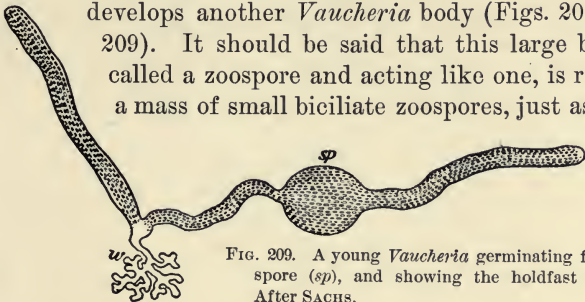 develops another Vaucheria body (Figs. 20
209). It should be said that this large b
called a zoospore and acting like one, is r
a mass of small biciliate zoospores, just as
sp
w
FIG. 209. A young Vaucheria germinating f
spore (sp), and showing the holdfast
After SACHS.